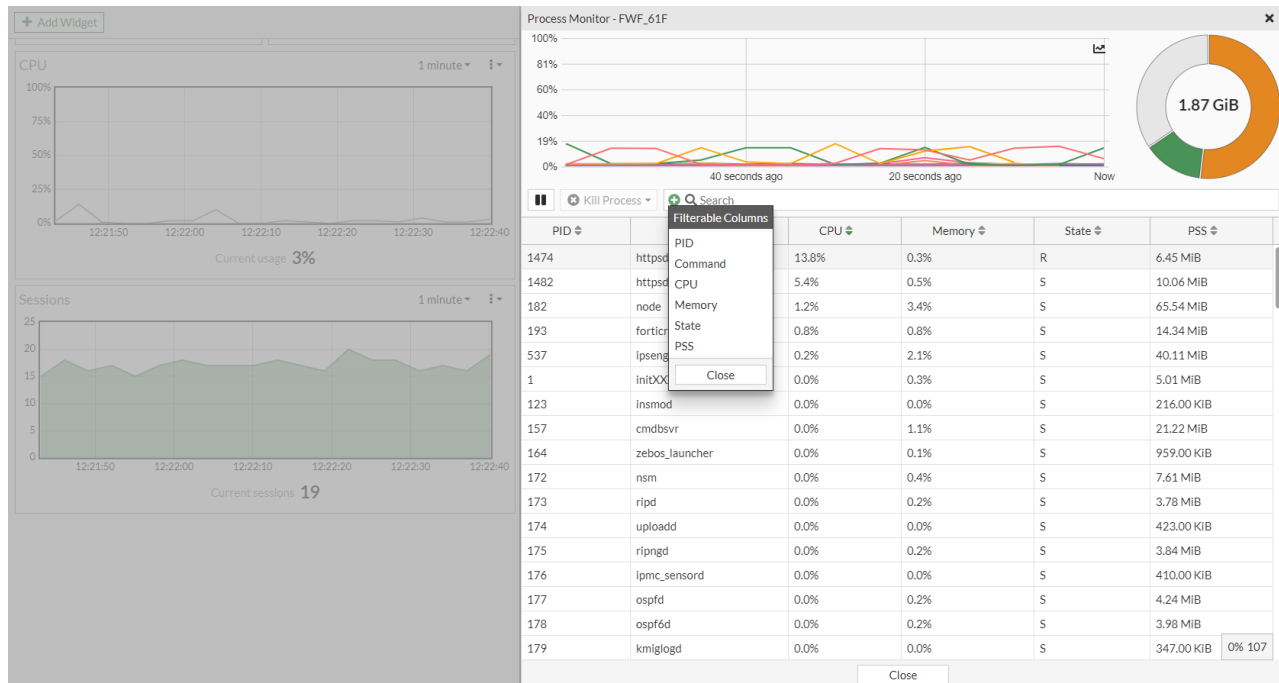 + Add Widget
CPU
1 minute
100%
75%
50%
25%
0%
12:21:50 12:22:00 12:22:10 12:22:20 12:22:30 12:22:40
Current usage 3%
Sessions
1 minute
25
20
15
10
5
0
12:21:50 12:22:00 12:22:10 12:22:20 12:22:30 12:22:40
Current sessions 19
Process Monitor - FWF_61F
100%
81%
60%
40%
19%
0%
40 seconds ago 20 seconds ago Now
1.87 GiB
Kill Process
Search
Filterable Columns
PID
Command
CPU
Memory
State
PSS
Close
PID CPU Memory State PSS
1474 httpsd 13.8% 0.3% R 6.45 MiB
1482 httpsd 5.4% 0.5% S 10.06 MiB
182 node 1.2% 3.4% S 65.54 MiB
193 forticr 0.8% 0.8% S 14.34 MiB
537 ipseng 0.2% 2.1% S 40.11 MiB
1 initXX 0.0% 0.3% S 5.01 MiB
123 insmod 0.0% 0.0% S 216.00 KiB
157 cmdbsvr 0.0% 1.1% S 21.22 MiB
164 zebos_launcher 0.0% 0.1% S 959.00 KiB
172 nsm 0.0% 0.4% S 7.61 MiB
173 ripd 0.0% 0.2% S 3.78 MiB
174 uploadd 0.0% 0.0% S 423.00 KiB
175 ripngd 0.0% 0.2% S 3.84 MiB
176 ipmc_sensord 0.0% 0.0% S 410.00 KiB
177 ospfd 0.0% 0.2% S 4.24 MiB
178 ospf6d 0.0% 0.2% S 3.98 MiB
179 kmiglogd 0.0% 0.0% S 347.00 KiB
0% 107
Close